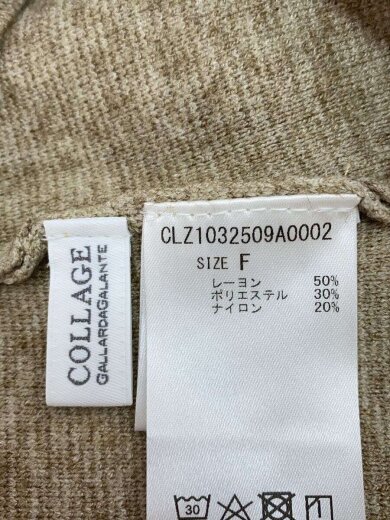 COLLAGE
GALLARDAGALANTE
CLZ1032509A0002
SIZE F
レーヨン 50%
ポリエステル 30%
ナイロン 20%
30